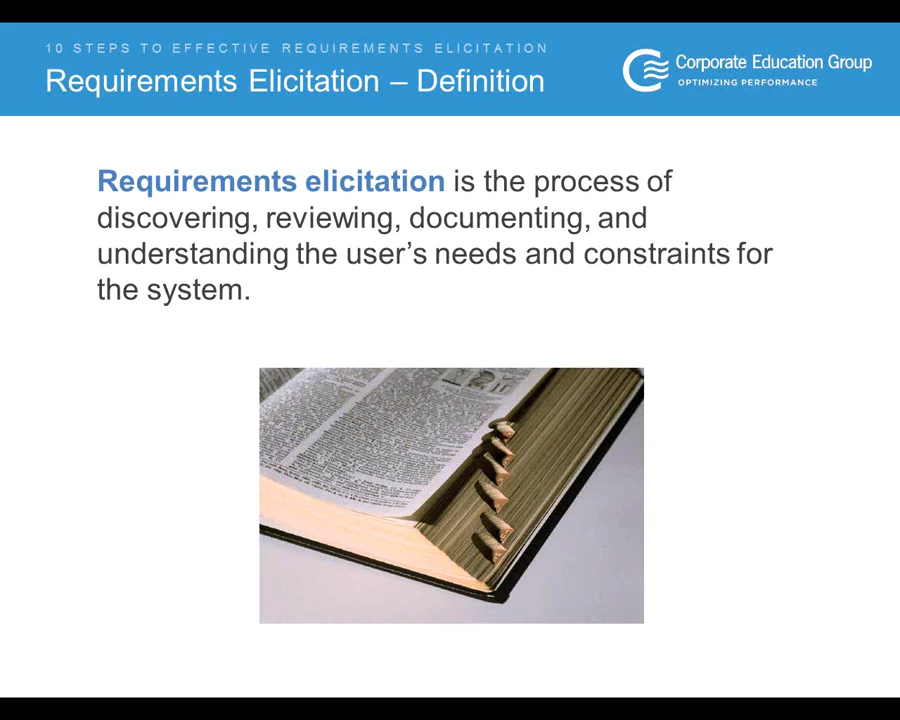 10 STEPS TO EFFECTIVE REQUIREMENTS ELICITATION
Requirements Elicitation – Definition
Corporate Education Group
OPTIMIZING PERFORMANCE
Requirements elicitation is the process of
discovering, reviewing, documenting, and
understanding the user’s needs and constraints for
the system.